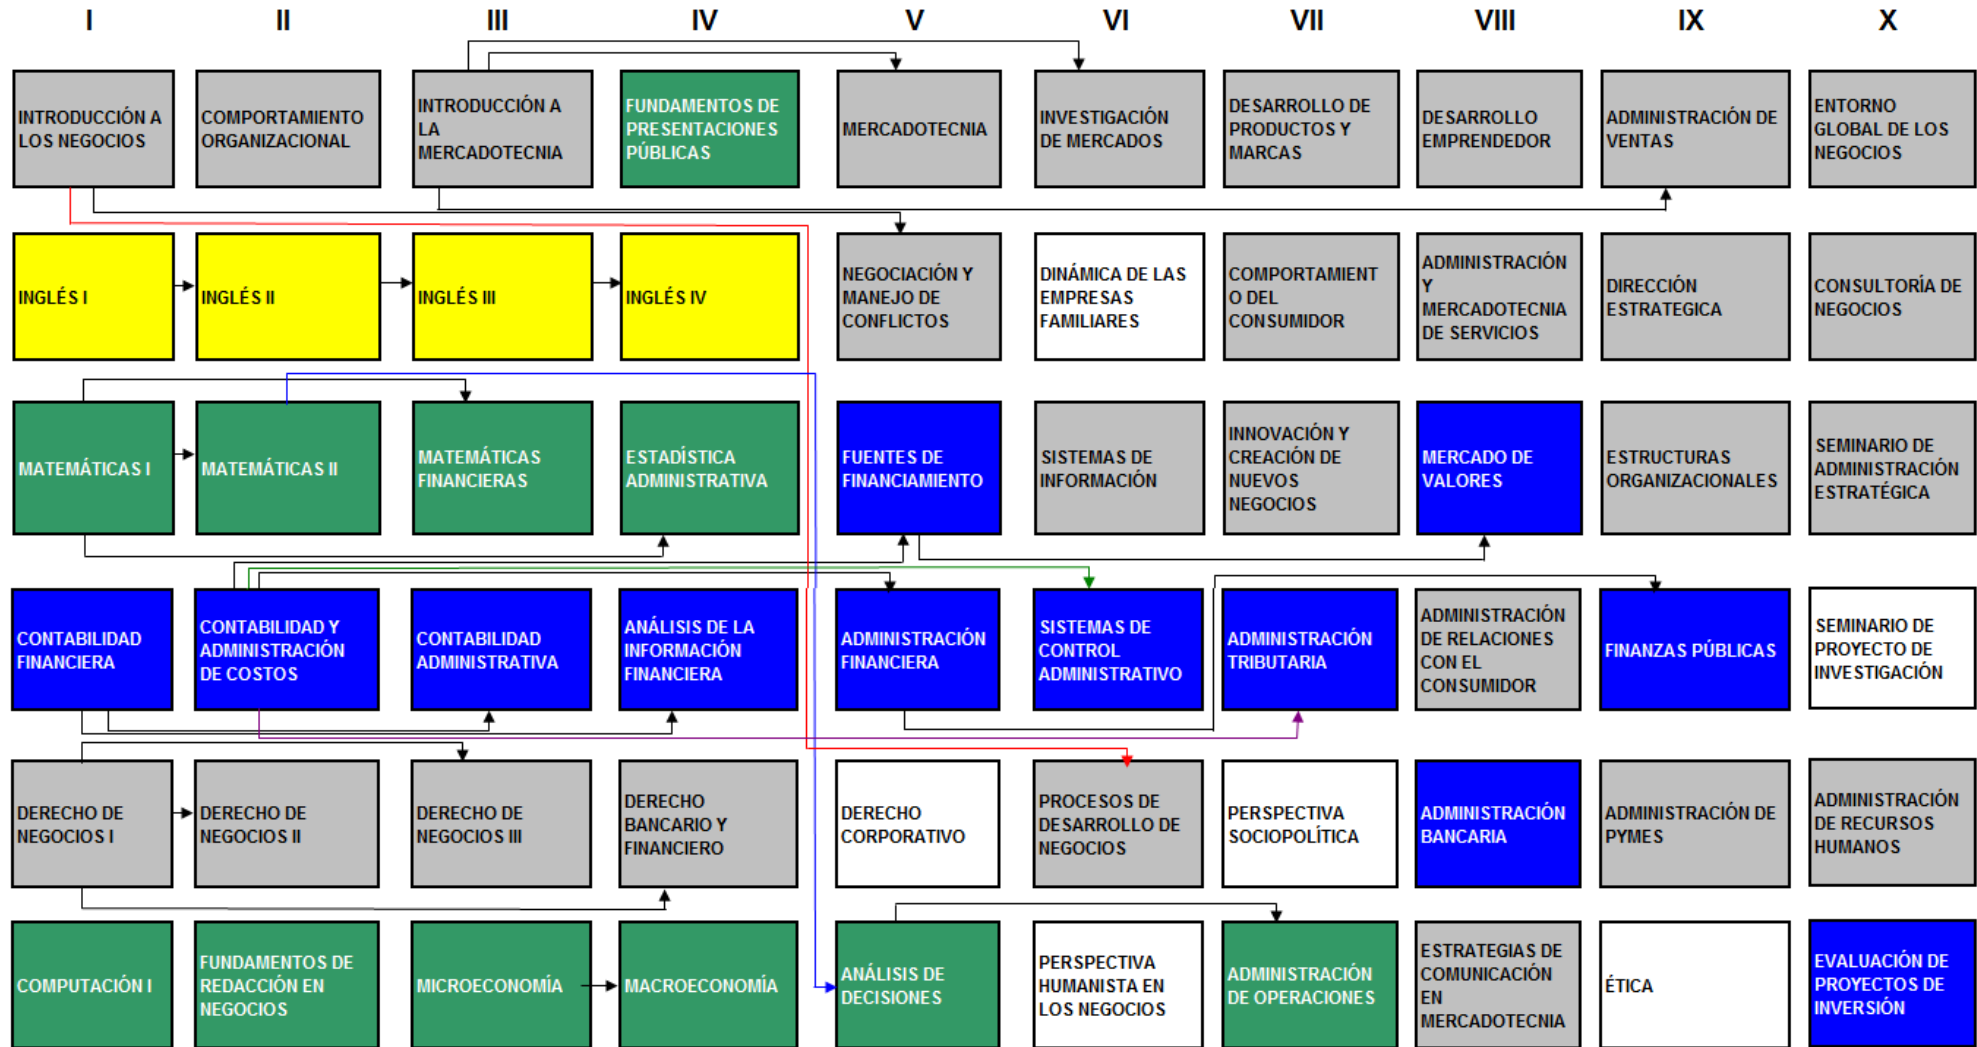 I II III IV V VI VII VIII IX X
INTRODUCCIÓN A
LOS NEGOCIOS
COMPORTAMIENTO
ORGANIZACIONAL
INTRODUCCIÓN A
LA
MERCADOTECNIA
FUNDAMENTOS DE
PRESENTACIONES
PÚBLICAS
MERCADOTECNIA
INVESTIGACIÓN
DE MERCADOS
DESARROLLO DE
PRODUCTOS Y
MARCAS
DESARROLLO
EMPRENDEDOR
ADMINISTRACIÓN DE
VENTAS
ENTORNO
GLOBAL DE LOS
NEGOCIOS
INGLÉS I
INGLÉS II
INGLÉS III
INGLÉS IV
NEGOCIACIÓN Y
MANEJO DE
CONFLICTOS
DINÁMICA DE LAS
EMPRESAS
FAMILIARES
COMPORTAMIENT
O DEL
CONSUMIDOR
ADMINISTRACIÓN
Y
MERCADOTECNIA
DE SERVICIOS
DIRECCIÓN
ESTRATEGICA
CONSULTORÍA DE
NEGOCIOS
MATEMÁTICAS I
MATEMÁTICAS II
MATEMÁTICAS
FINANCIERAS
ESTADÍSTICA
ADMINISTRATIVA
FUENTES DE
FINANCIAMIENTO
SISTEMAS DE
INFORMACIÓN
INNOVACIÓN Y
CREACIÓN DE
NUEVOS
NEGOCIOS
MERCADO DE
VALORES
ESTRUCTURAS
ORGANIZACIONALES
SEMINARIO DE
ADMINISTRACIÓN
ESTRATÉGICA
CONTABILIDAD
FINANCIERA
CONTABILIDAD Y
ADMINISTRACIÓN
DE COSTOS
CONTABILIDAD
ADMINISTRATIVA
ANÁLISIS DE LA
INFORMACIÓN
FINANCIERA
ADMINISTRACIÓN
FINANCIERA
SISTEMAS DE
CONTROL
ADMINISTRATIVO
ADMINISTRACIÓN
TRIBUTARIA
ADMINISTRACIÓN
DE RELACIONES
CON EL
CONSUMIDOR
FINANZAS PÚBLICAS
SEMINARIO DE
PROYECTO DE
INVESTIGACIÓN
DERECHO DE
NEGOCIOS I
DERECHO DE
NEGOCIOS II
DERECHO DE
NEGOCIOS III
DERECHO
BANCARIO Y
FINANCIERO
DERECHO
CORPORATIVO
PROCESOS DE
DESARROLLO DE
NEGOCIOS
PERSPECTIVA
SOCIOPOLÍTICA
ADMINISTRACIÓN
BANCARIA
ADMINISTRACIÓN DE
PYMES
ADMINISTRACIÓN
DE RECURSOS
HUMANOS
COMPUTACIÓN I
FUNDAMENTOS DE
REDACCIÓN EN
NEGOCIOS
MICROECONOMÍA
MACROECONOMÍA
ANÁLISIS DE
DECISIONES
PERSPECTIVA
HUMANISTA EN
LOS NEGOCIOS
ADMINISTRACIÓN
DE OPERACIONES
ESTRATEGIAS DE
COMUNICACIÓN
EN
MERCADOTECNIA
ÉTICA
EVALUACIÓN DE
PROYECTOS DE
INVERSIÓN